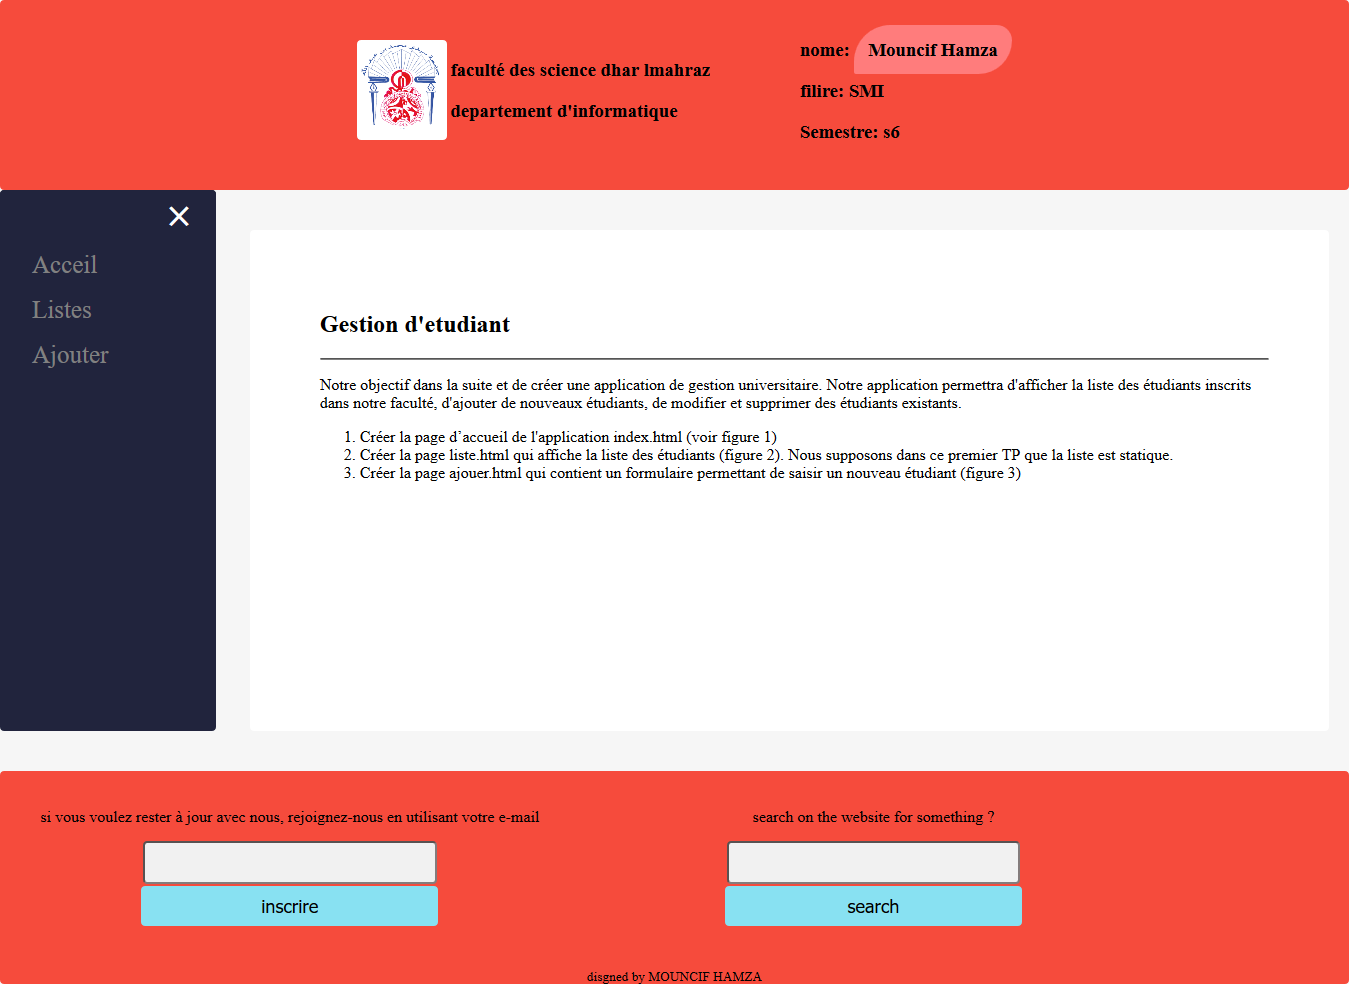 faculté des science dhar lmahraz
departement d'informatique
nome: Mouncif Hamza
filire: SMI
Semestre: s6
×
Acceil
Listes
Ajouter
Gestion d'etudiant
Notre objectif dans la suite et de créer une application de gestion universitaire. Notre application permettra d'afficher la liste des étudiants inscrits
dans notre faculté, d'ajouter de nouveaux étudiants, de modifier et supprimer des étudiants existants.
1. Créer la page d’accueil de l'application index.html (voir figure 1)
2. Créer la page liste.html qui affiche la liste des étudiants (figure 2). Nous supposons dans ce premier TP que la liste est statique.
3. Créer la page ajouer.html qui contient un formulaire permettant de saisir un nouveau étudiant (figure 3)
si vous voulez rester à jour avec nous, rejoignez-nous en utilisant votre e-mail
inscrire
search on the website for something ?
search
disgned by MOUNCIF HAMZA